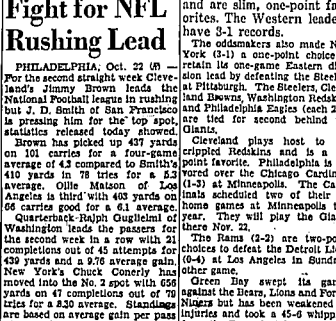 Fight for NFL
Rushing Lead
PHILADELPHIA, Oct. 22 (AP) —
For the second straight week Cleve-
land's Jimmy Brown leads the
National Football league in rushing
but J. D. Smith of San Francisco
is pressing him for the top spot,
statistics released today showed.
Brown has picked up 437 yards
on 101 carries for a four-game
average of 4.3 compared to Smith's
410 yards in 78 tries for a 5.3
average. Ollie Matson of Los
Angeles is third with 403 yards on
66 carries good for a 6.1 average.
Quarterback Ralph Guglielmi of
Washington leads the passers for
the second week in a row with 21
completions out of 45 attempts for
439 yards and a 9.76 average gain.
New York's Chuck Conerly has
moved into the No. 2 spot with 656
yards on 47 completions out of 79
tries for a 8.30 average. Standings
are based on average gain per pass
and are slim, one-point fa
orites. The Western leade
have 3-1 records.
The oddsmakers also made N
York (3-1) a one-point choice
retain its one-game Eastern di
sion lead by defeating the Steel
at Pittsburgh. The Steelers, Cle
land Browns, Washington Redsk
and Philadelphia Eagles (each 2
are tied for second behind
Giants.
Cleveland plays host to
crippled Redskins and is a
point favorite. Philadelphia is
vored over the Chicago Cardin
(1-3) at Minneapolis. The Ca
inals scheduled two of their
home games at Minneapolis t
year. They will play the Gia
there Nov. 22.
The Rams (2-2) are two-po
choices to defeat the Detroit Li
(0-4) at Los Angeles in Sunda
other game.
Green Bay swept its gam
against the Bears, Lions and For
Niners but has been weakened
injuries and took a 45-6 whipp